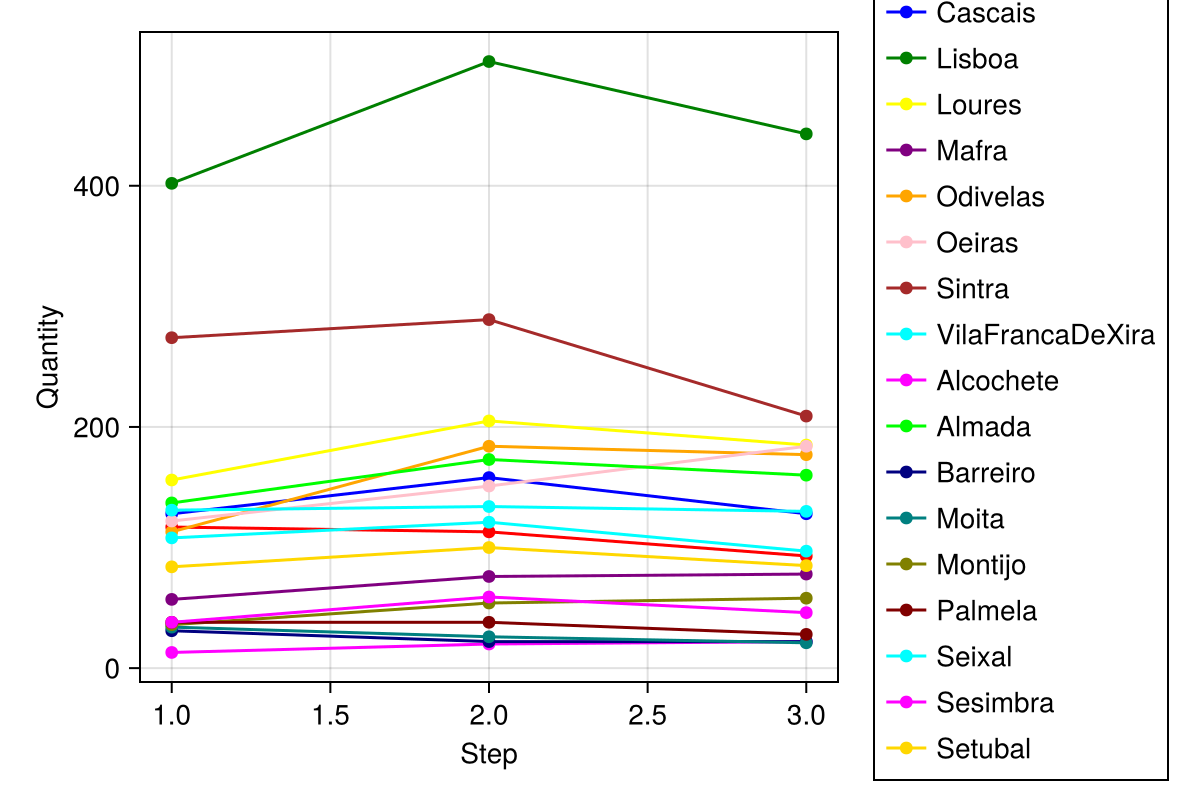 Quantity
400
200
0
1.0 1.5 2.0 2.5 3.0
Step
Cascais
Lisboa
Loures
Mafra
Odivelas
Oeiras
Sintra
VilaFrancaDeXira
Alcochete
Almada
Barreiro
Moita
Montijo
Palmela
Seixal
Sesimbra
Setubal